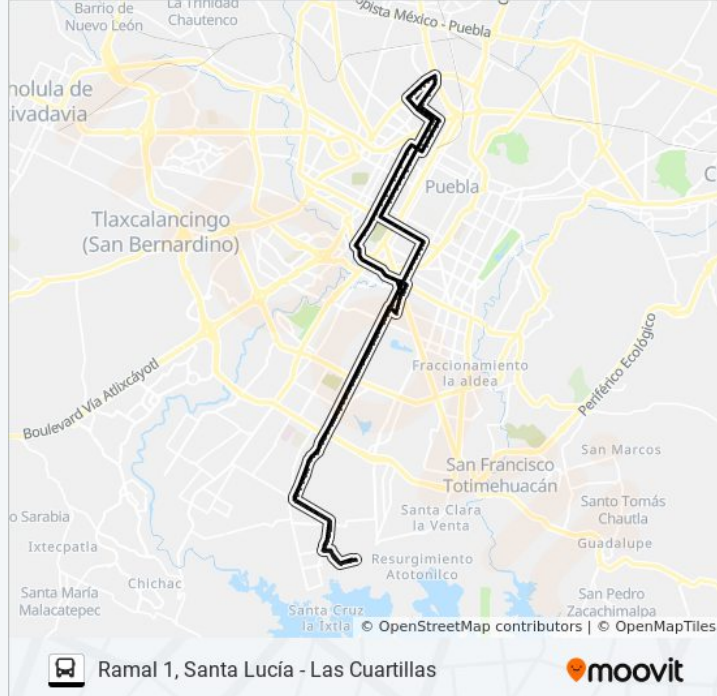 Barrio de
Nuevo León
La Trinidad
Chautenco
opista México - Puebla
nolula de
ivadavia
Puebla
C
Tlaxcalancingo
(San Bernardino)
Boulevard Vía Atlixcáyotl
Fraccionamiento
la aldea
Periférico Ecológico
San Francisco
Totimehuacán
San Marcos
Santo Tomás
Chautla
Santa Clara
la Venta
Guadalupe
o Sarabia
Ixtecpatla
Chichac
Resurgimiento
Atotonilco
Santa María
Malacatepec
Santa Cruz
la Ixtla
San Pedro
Zacachimalpa
© OpenStreetMap contributors | © OpenMapTiles
Ramal 1, Santa Lucía - Las Cuartillas
moovit